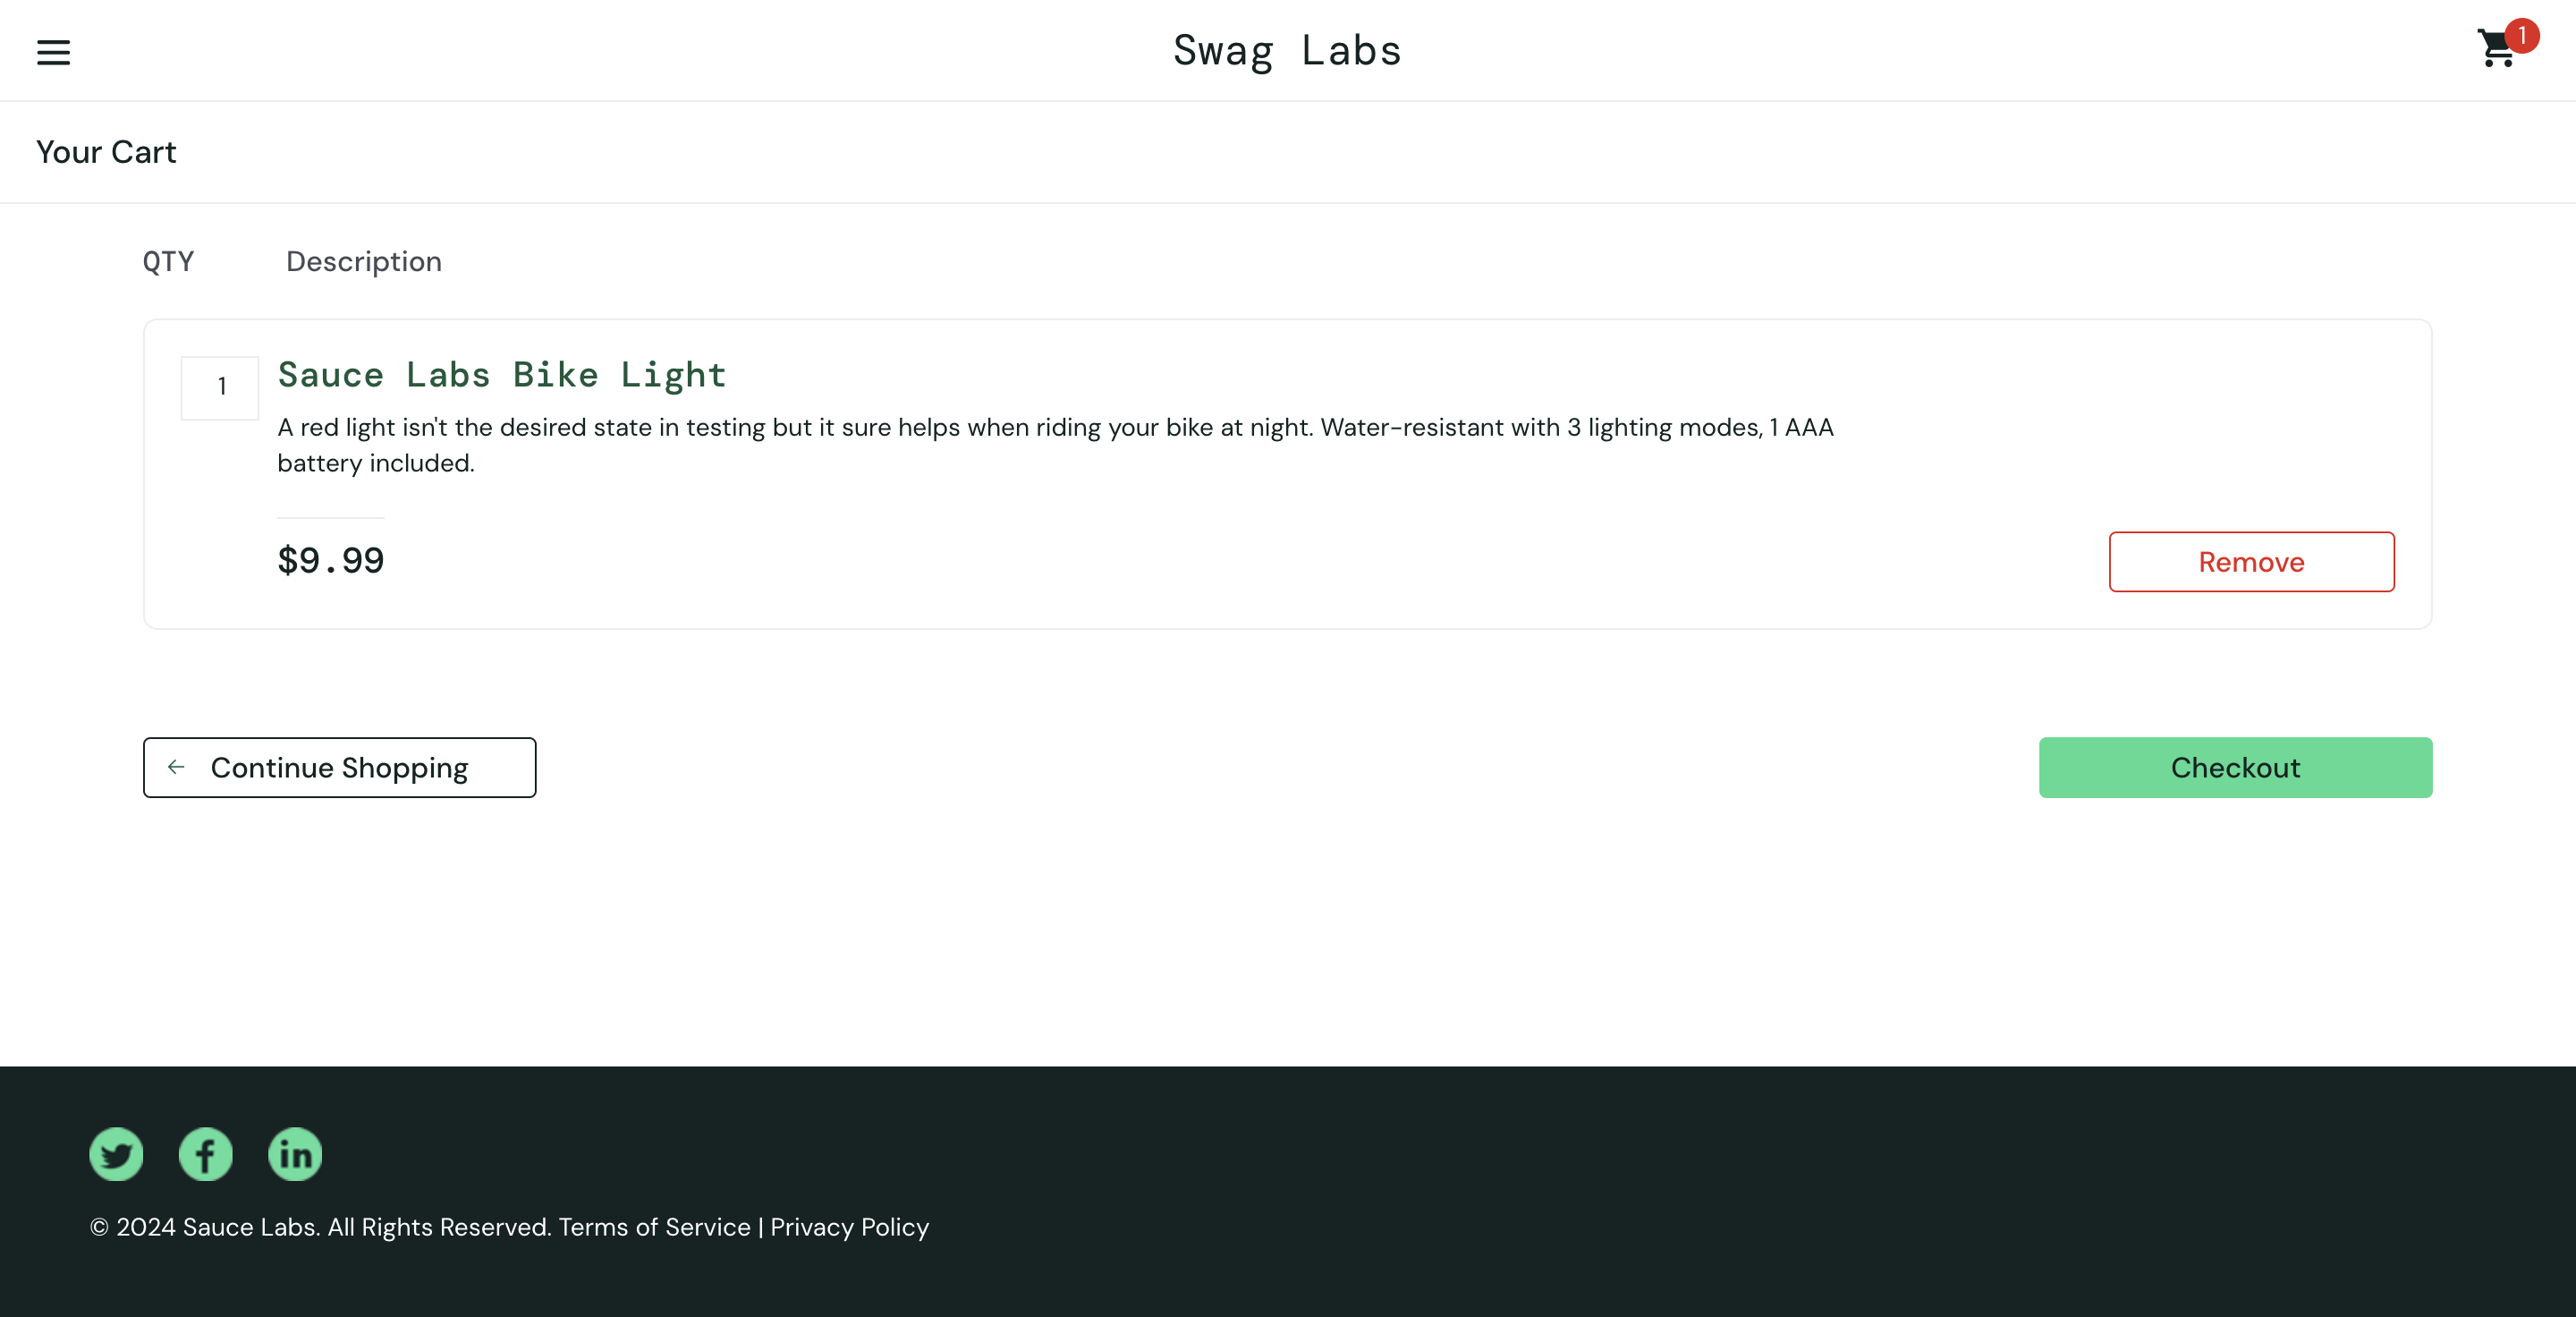 Swag Labs
1
Your Cart
QTY Description
1
Sauce Labs Bike Light
A red light isn't the desired state in testing but it sure helps when riding your bike at night. Water-resistant with 3 lighting modes, 1 AAA
battery included.
$9.99
Remove
Continue Shopping
Checkout
© 2024 Sauce Labs. All Rights Reserved. Terms of Service | Privacy Policy